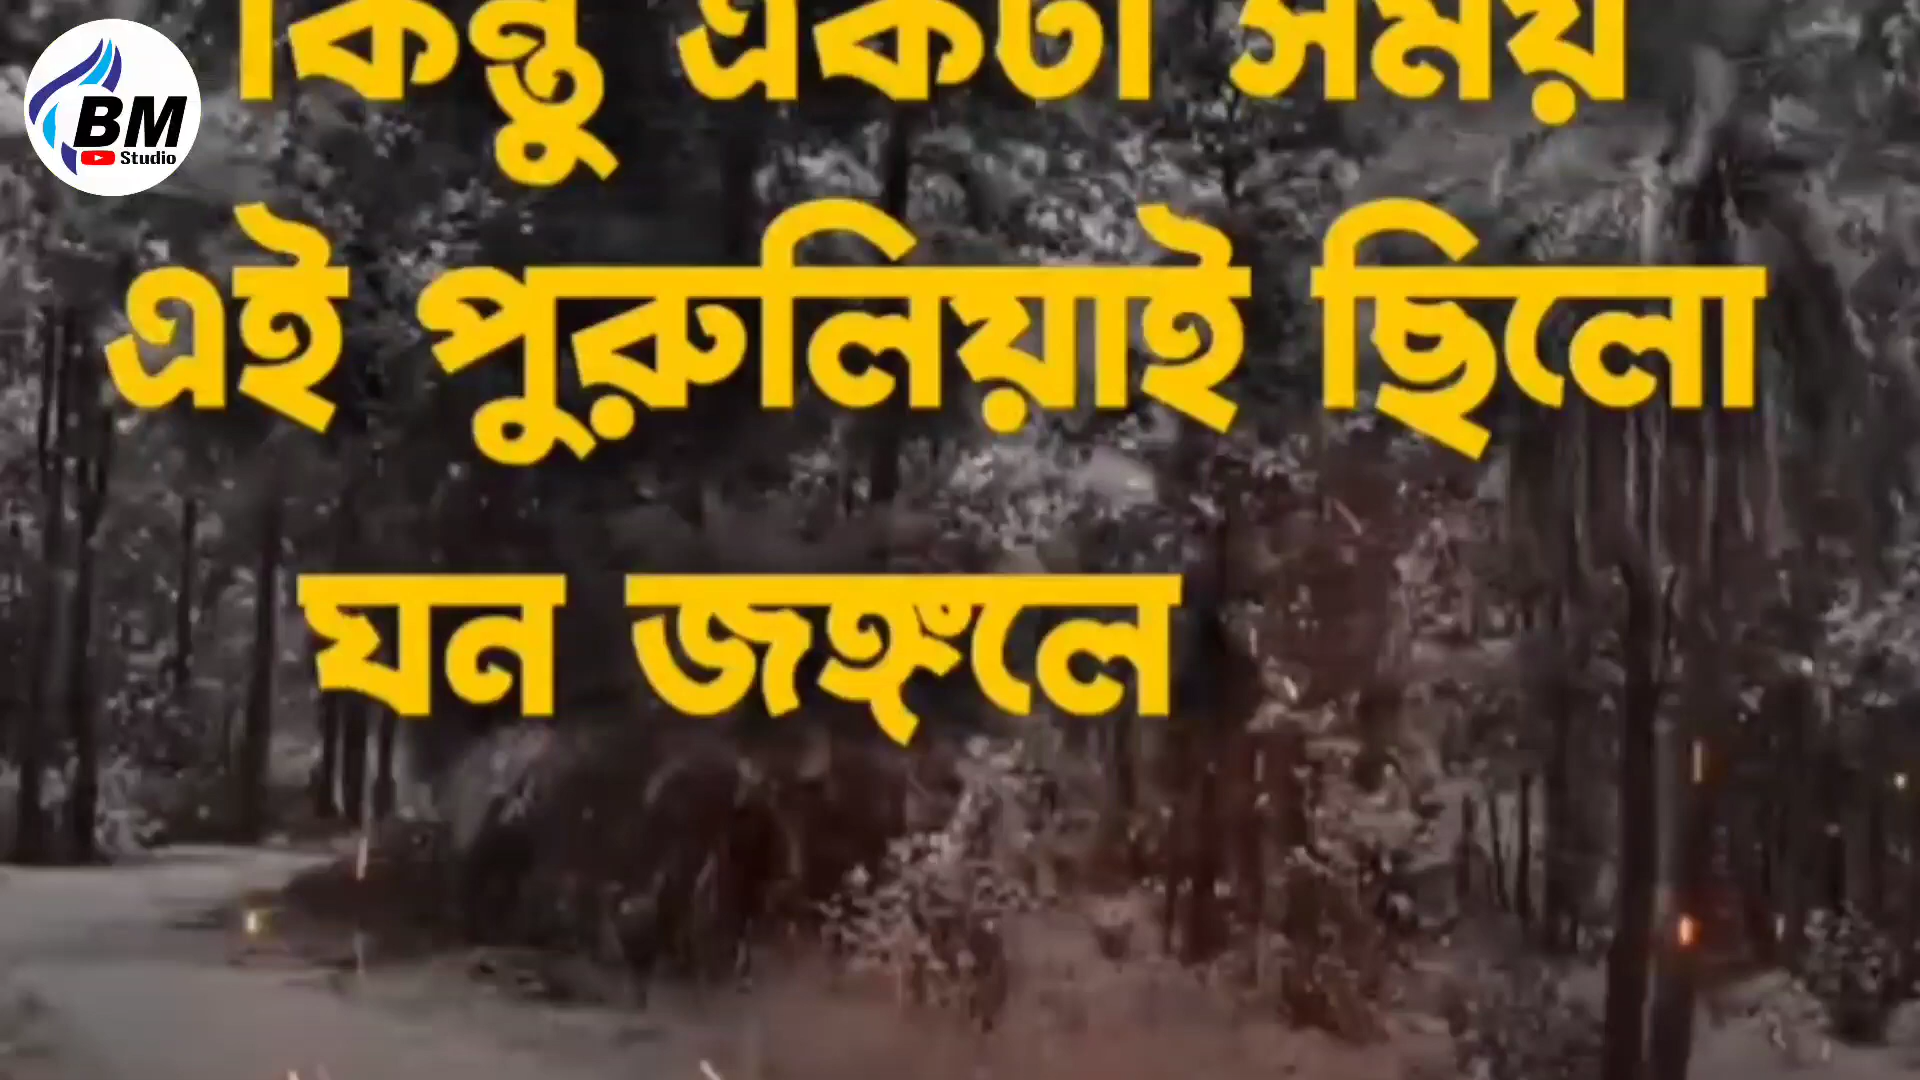 BM
Studio
কিন্তু একটা সময়
এই পুরুলিয়াই ছিলো
ঘন জঙ্গলে